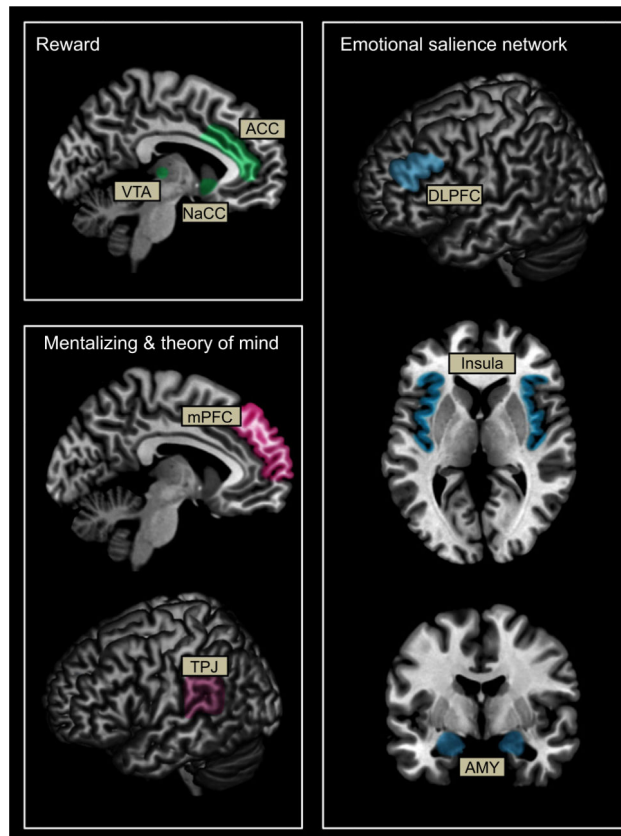 Reward
ACC
VTA
NaCC
Mentalizing & theory of mind
mPFC
TPJ
Emotional salience network
DLPFC
Insula
AMY